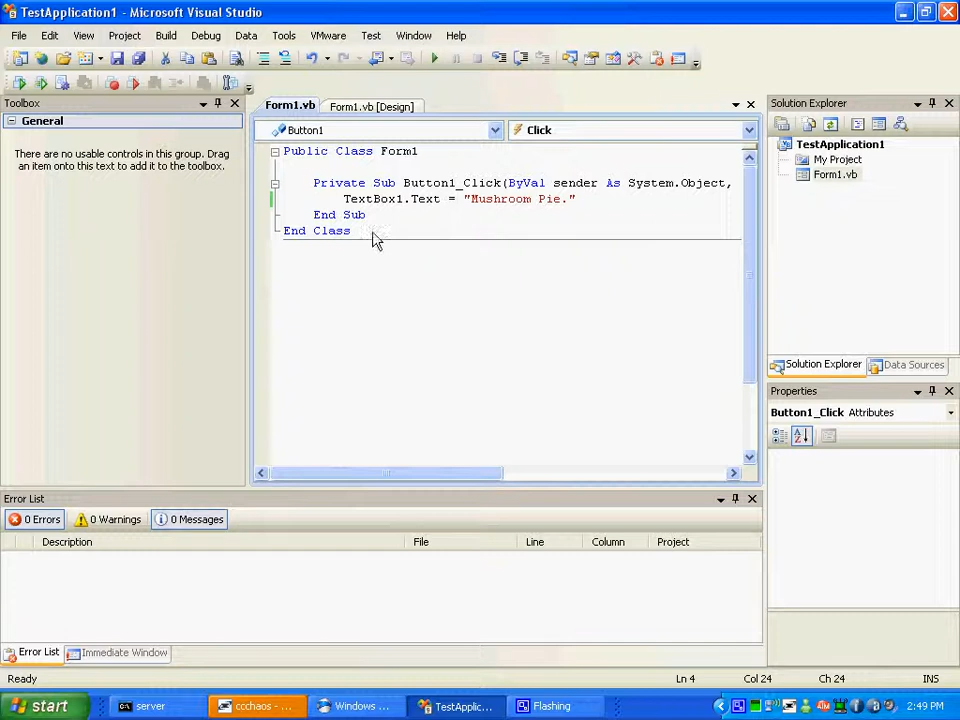 TestApplication1 - Microsoft Visual Studio
File Edit View Project Build Debug Data Tools VMware Test Window Help
Toolbox
General
There are no usable controls in this group. Drag
an item onto this text to add it to the toolbox.
Form1.vb Form1.vb [Design]
Button1 Click
Public Class Form1
Private Sub Button1_Click(ByVal sender As System.Object,
TextBox1.Text = "Mushroom Pie."
End Sub
End Class
Solution Explorer
TestApplication1
My Project
Form1.vb
Solution Explorer Data Sources
Properties
Button1_Click Attributes
Error List
0 Errors 0 Warnings 0 Messages
Description File Line Column Project
Error List Immediate Window
Ready Ln 4 Col 24 Ch 24 INS
start server ccchaos - ... Windows ... TestApplic... Flashing 2:49 PM